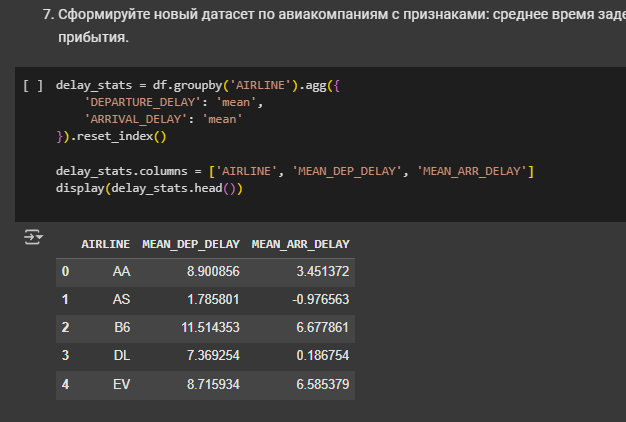 7. Сформируйте новый датасет по авиакомпаниям с признаками: среднее время
прибытия.
[ ] delay_stats = df.groupby('AIRLINE').agg({
'DEPARTURE_DELAY': 'mean',
'ARRIVAL_DELAY': 'mean'
}).reset_index()
delay_stats.columns = ['AIRLINE', 'MEAN_DEP_DELAY', 'MEAN_ARR_DELAY']
display(delay_stats.head())
AIRLINE MEAN_DEP_DELAY MEAN_ARR_DELAY
0 AA 8.900856 3.451372
1 AS 1.785801 -0.976563
2 B6 11.514353 6.677861
3 DL 7.369254 0.186754
4 EV 8.715934 6.585379